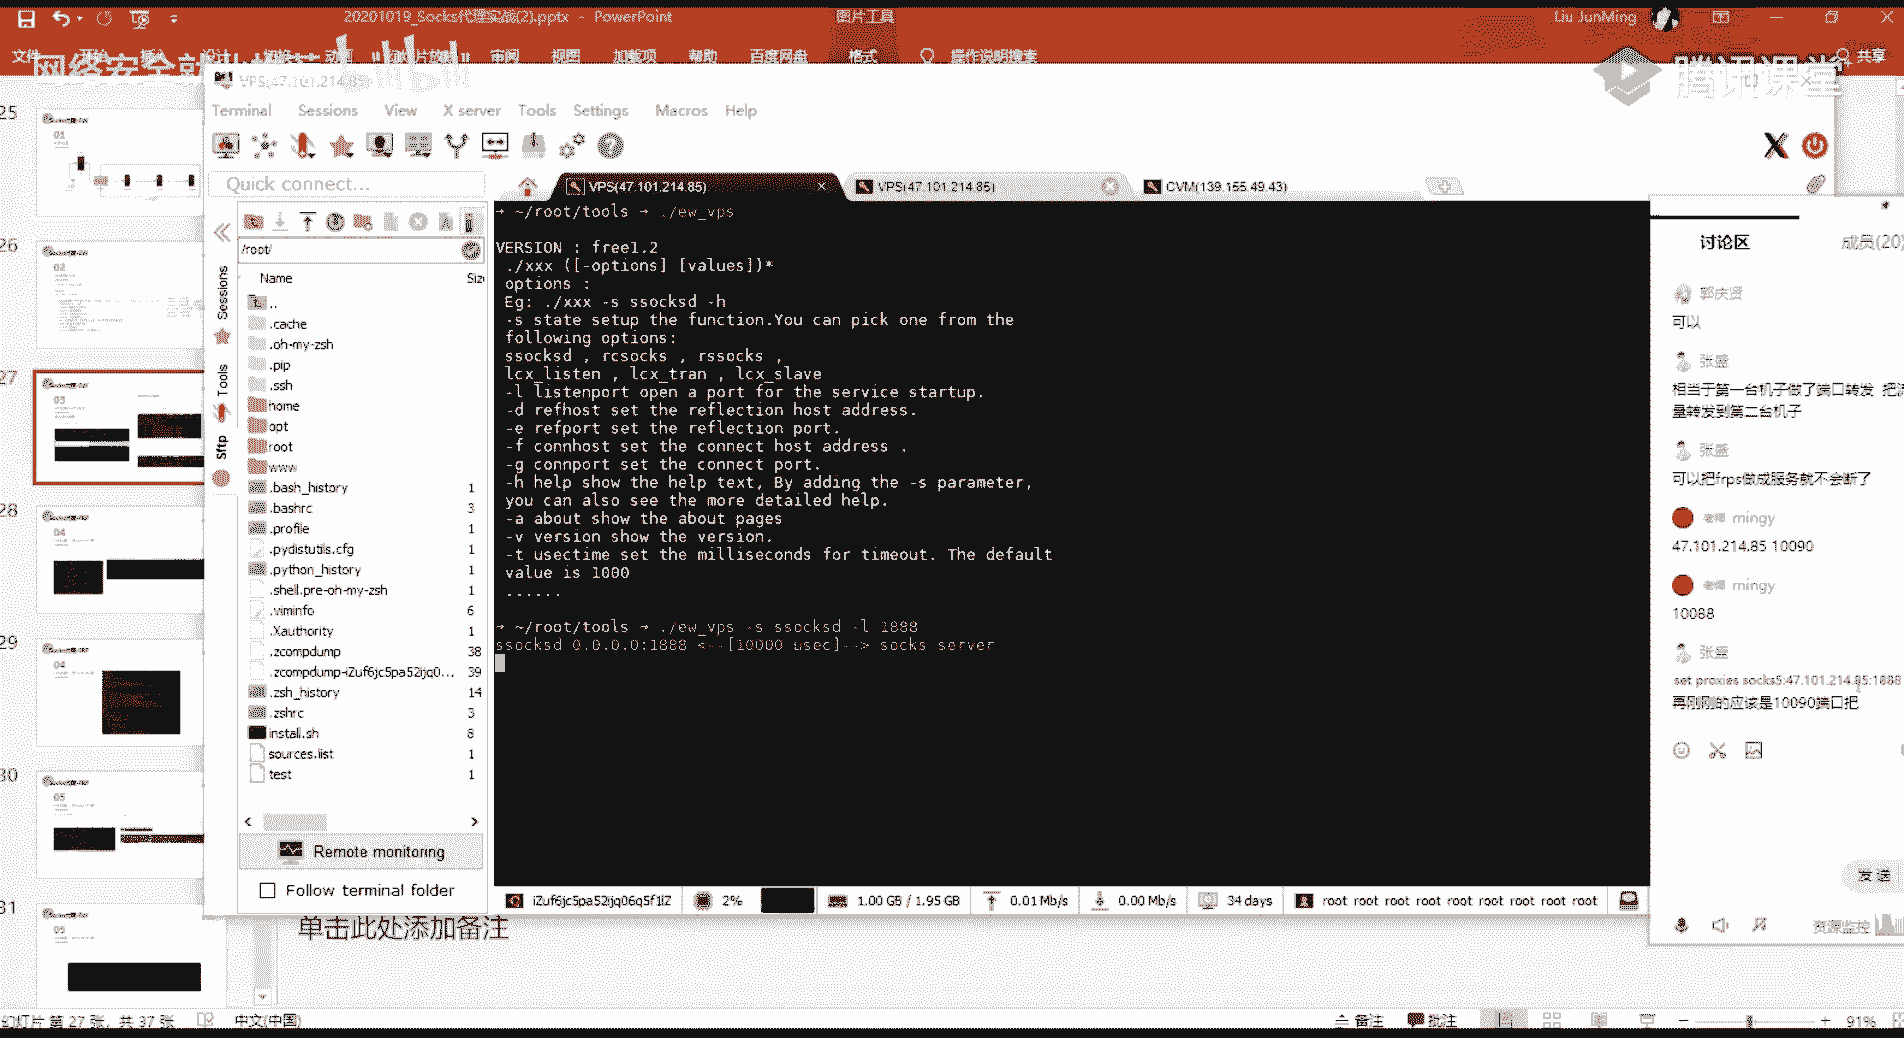 20201019_Socks代理实战(2).pptx - PowerPoint
图片工具
Liu JunMing
文件
审阅
视图
加载项
帮助
百度网盘
格式
操作说明搜索
共享
腾讯课堂
VPS(47.101.214.85)
Terminal
Sessions
View
X server
Tools
Settings
Macros
Help
Quick connect...
VPS(47.101.214.85)
VPS(47.101.214.85)
CVM(139.155.49.43)
/root/
Name
Size
..
.cache
.oh-my-zsh
.pip
.ssh
home
opt
root
www
.bash_history 1
.bashrc 3
.profile 1
.pydistutils.cfg 1
.python_history 1
.shell.pre-oh-my-zsh 1
.viminfo 6
.Xauthority 1
.zcompdump 38
.zcompdump-iZuf6jc5pa52ijq0... 39
.zsh_history 14
.zshrc 3
install.sh 8
sources.list 1
test 1
Sessions
Tools
Sftp
Remote monitoring
Follow terminal folder
→ ~/root/tools → ./ew_vps
VERSION : free1.2
./xxx ([-options] [values])*
options :
Eg: ./xxx -s ssocksd -h
-s state setup the function.You can pick one from the
following options:
ssocksd , rcsocks , rssocks ,
lcx_listen , lcx_tran , lcx_slave
-l listenport open a port for the service startup.
-d refhost set the reflection host address.
-e refport set the reflection port.
-f connhost set the connect host address .
-g connport set the connect port.
-h help show the help text, By adding the -s parameter,
you can also see the more detailed help.
-a about show the about pages
-v version show the version.
-t usectime set the milliseconds for timeout. The default
value is 1000
......
→ ~/root/tools → ./ew_vps -s ssocksd -l 1888
ssocksd 0.0.0.0:1888 <--[10000 usec]--> socks server
iZuf6jc5pa52ijq06q5f1lZ
2%
1.00 GB / 1.95 GB
0.01 Mb/s
0.00 Mb/s
34 days
root root root root root root root root root
讨论区
成员(20)
郭庆贤
可以
张盛
相当于第一台机子做了端口转发 把流
量转发到第二台机子
张盛
可以把frps做成服务就不会断了
老师 mingy
47.101.214.85 10090
老师 mingy
10088
张盛
set proxies socks5:47.101.214.85:1888
再刚刚的应该是10090端口把
发送
资源监控
25
26
27
28
29
30
31
单击此处添加备注
幻灯片 第 27 张，共 37 张
中文(中国)
备注
批注
91%